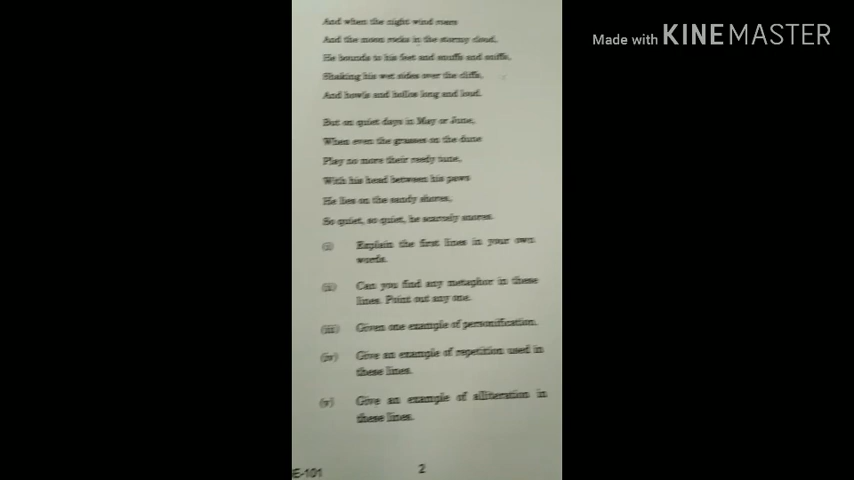 Made with KINEMASTER
And when the night wind roars
And the moon rocks in the stormy cloud,
He bounds to his feet and snuffs and sniffs,
Shaking his wet sides over the cliffs,
And howls and hollos long and loud.
But on quiet days in May or June,
When even the grasses on the dune
Play no more their reedy tune,
With his head between his paws
He lies on the sandy shores,
So quiet, so quiet, he scarcely snores.
(i) Explain the first lines in your own
words.
(ii) Can you find any metaphor in these
lines. Point out any one.
(iii) Given one example of personification.
(iv) Give an example of repetition used in
these lines.
(v) Give an example of alliteration in
these lines.
E-101 2